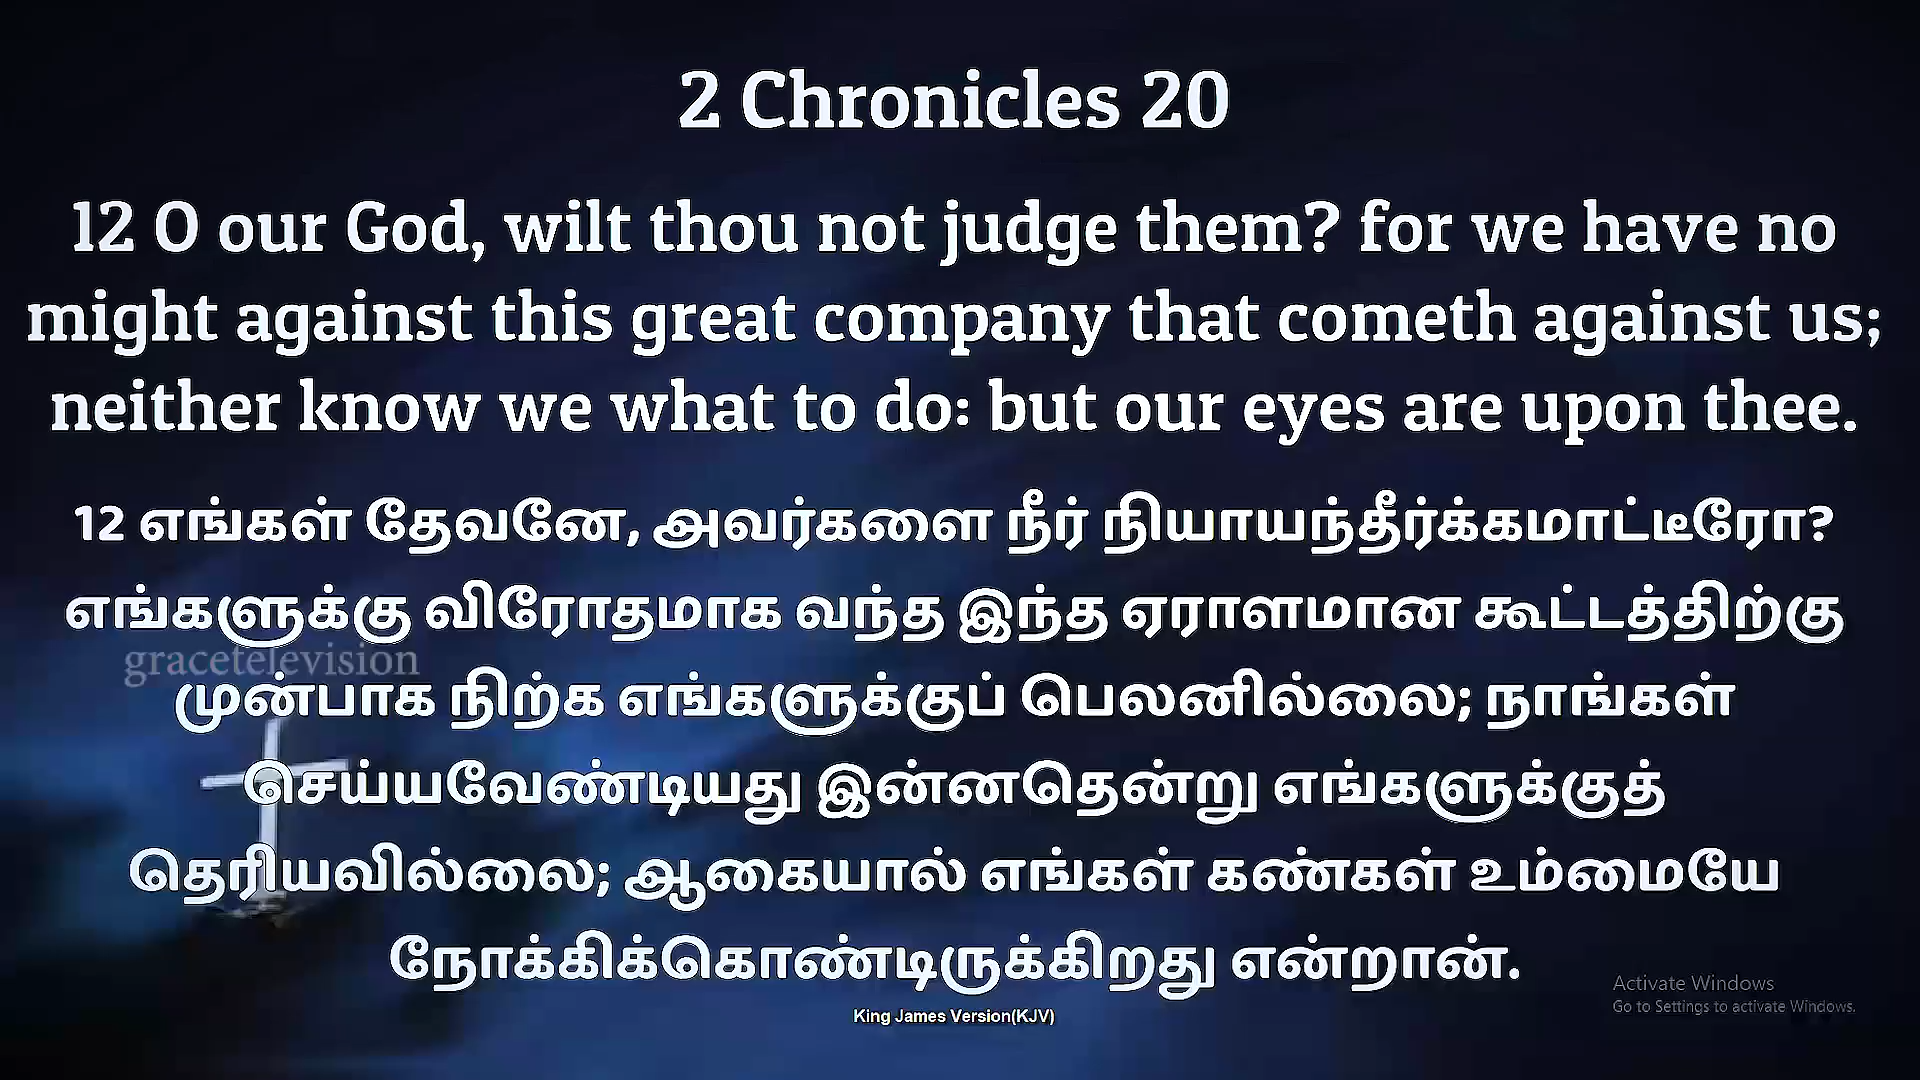 2 Chronicles 20
12 O our God, wilt thou not judge them? for we have no
might against this great company that cometh against us;
neither know we what to do: but our eyes are upon thee.
12 எங்கள் தேவனே, அவர்களை நீர் நியாயந்தீர்க்கமாட்டீரோ?
எங்களுக்கு விரோதமாக வந்த இந்த ஏராளமான கூட்டத்திற்கு
gracetelevision
முன்பாக நிற்க எங்களுக்குப் பெலனில்லை; நாங்கள்
செய்யவேண்டியது இன்னதென்று எங்களுக்குத்
தெரியவில்லை; ஆகையால் எங்கள் கண்கள் உம்மையே
நோக்கிக்கொண்டிருக்கிறது என்றான்.
Activate Windows
Go to Settings to activate Windows.
King James Version(KJV)